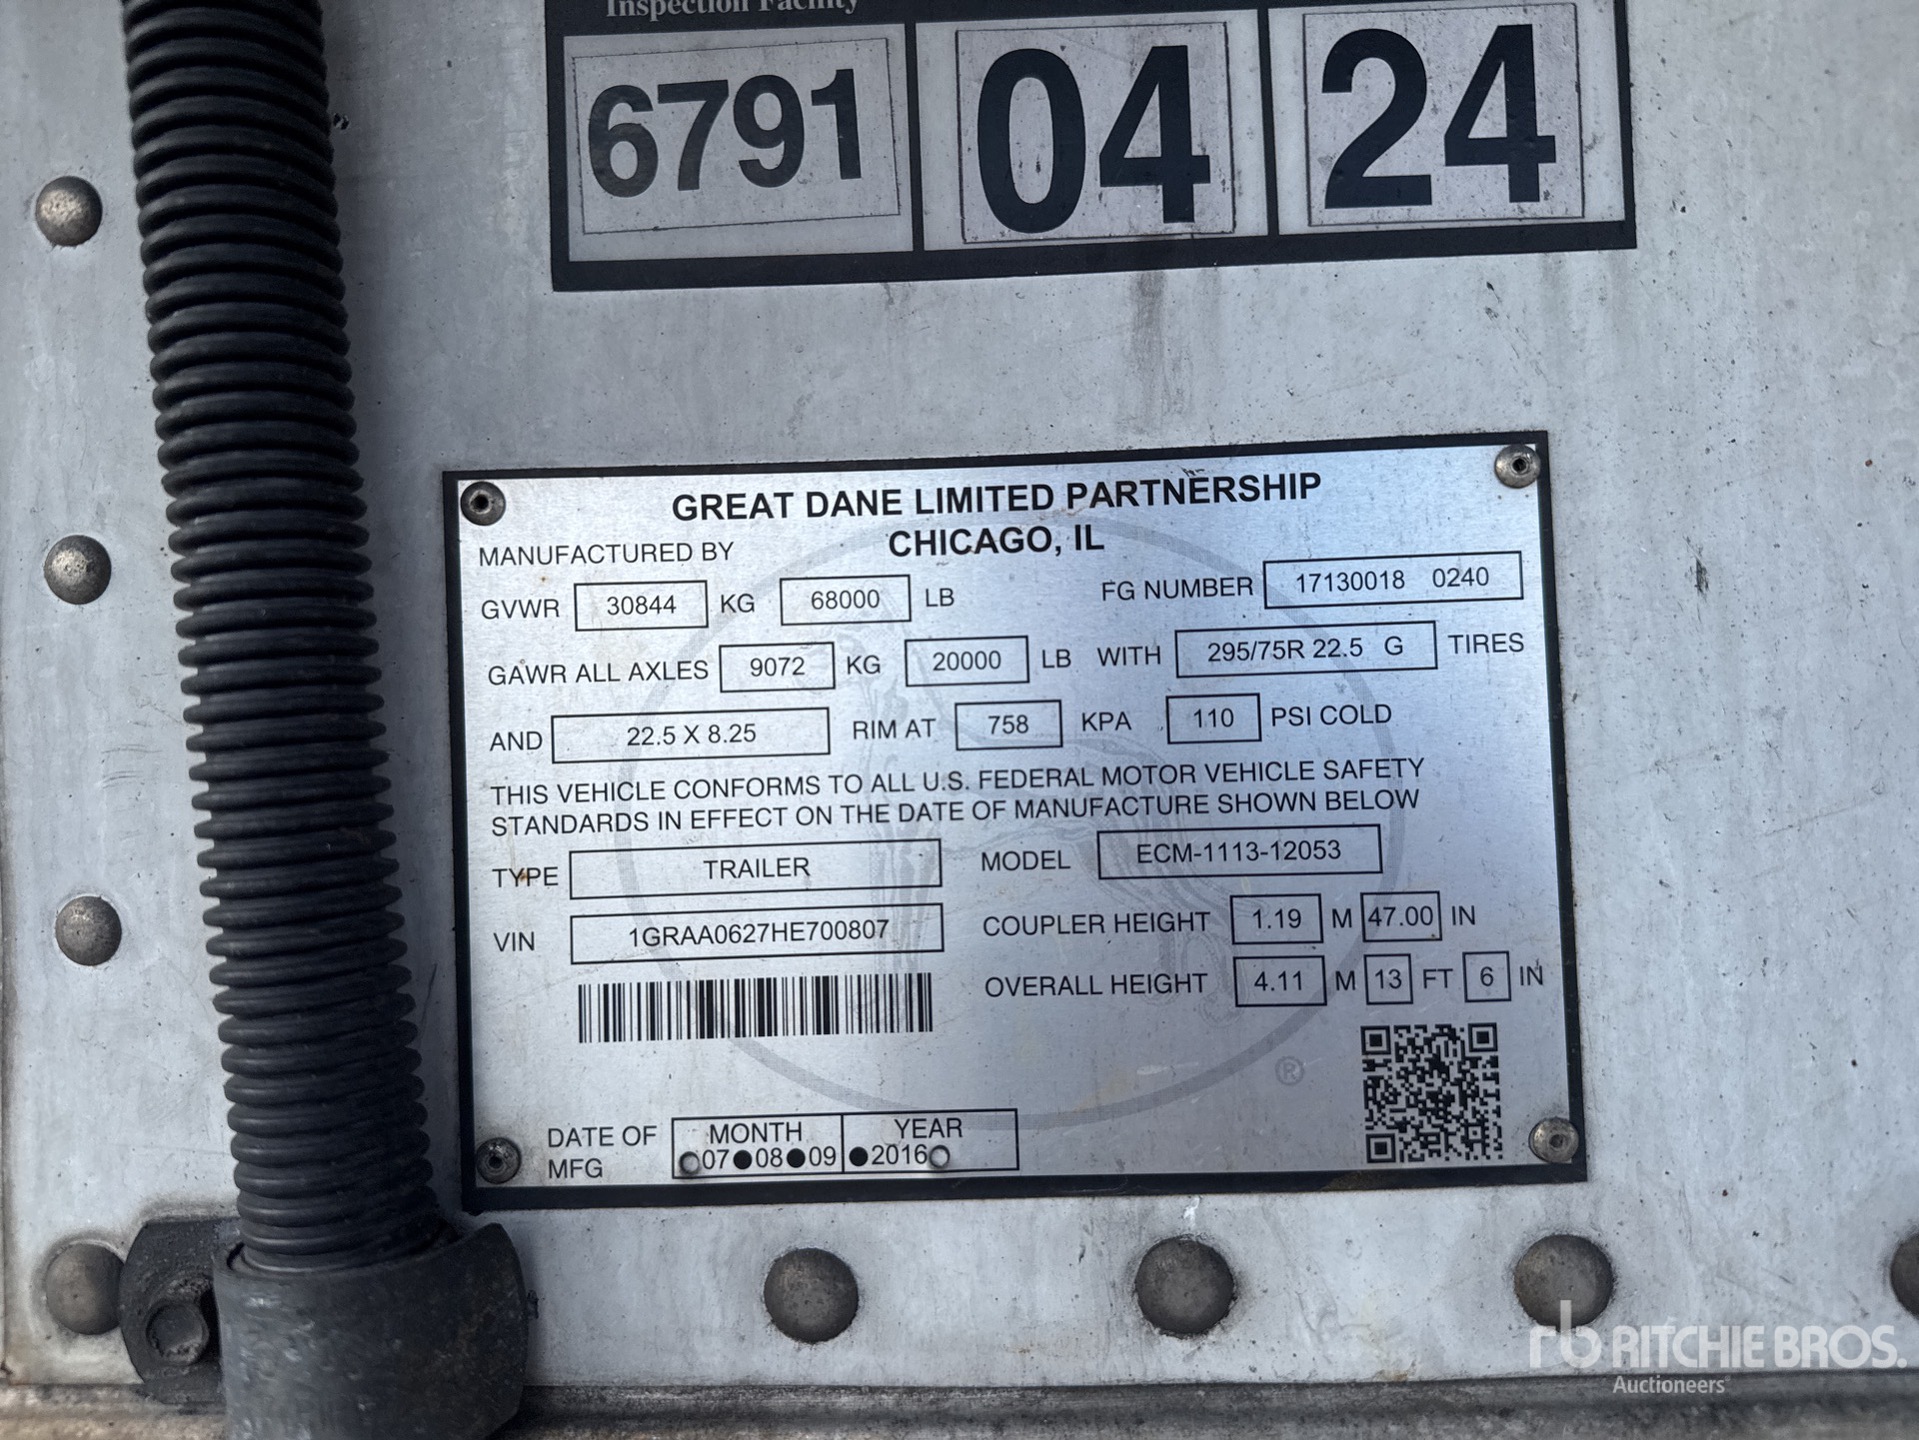 Inspection Facility
6791 04 24
GREAT DANE LIMITED PARTNERSHIP
MANUFACTURED BY CHICAGO, IL
GVWR 30844 KG 68000 LB FG NUMBER 17130018 0240
GAWR ALL AXLES 9072 KG 20000 LB WITH 295/75R 22.5 G TIRES
AND 22.5 X 8.25 RIM AT 758 KPA 110 PSI COLD
THIS VEHICLE CONFORMS TO ALL U.S. FEDERAL MOTOR VEHICLE SAFETY
STANDARDS IN EFFECT ON THE DATE OF MANUFACTURE SHOWN BELOW
TYPE TRAILER MODEL ECM-1113-12053
VIN 1GRAA0627HE700807 COUPLER HEIGHT 1.19 M 47.00 IN
OVERALL HEIGHT 4.11 M 13 FT 6 IN
®
DATE OF MFG MONTH YEAR
07 08 09 2016
rb RITCHIE BROS.
Auctioneers